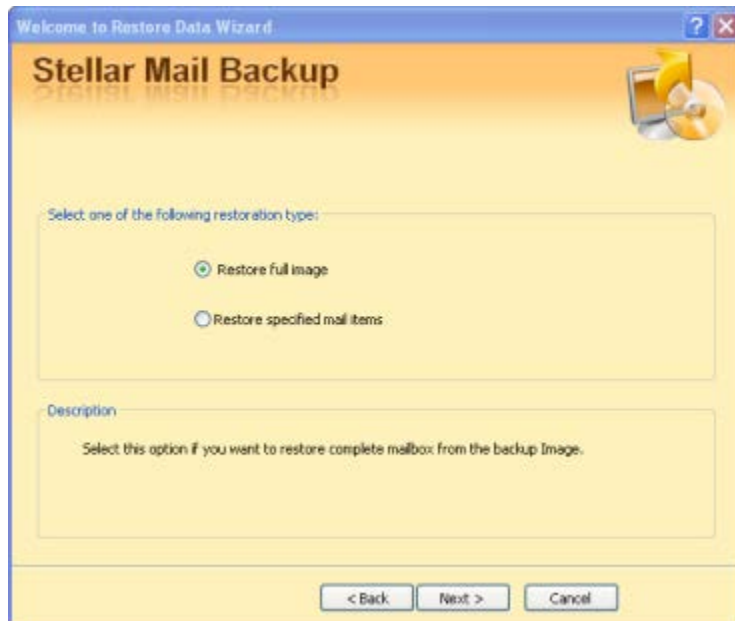 Welcome to Restore Data Wizard
?
Stellar Mail Backup
Select one of the following restoration type:
Restore full image
Restore specified mail items
Description
Select this option if you want to restore complete mailbox from the backup Image.
< Back
Next >
Cancel